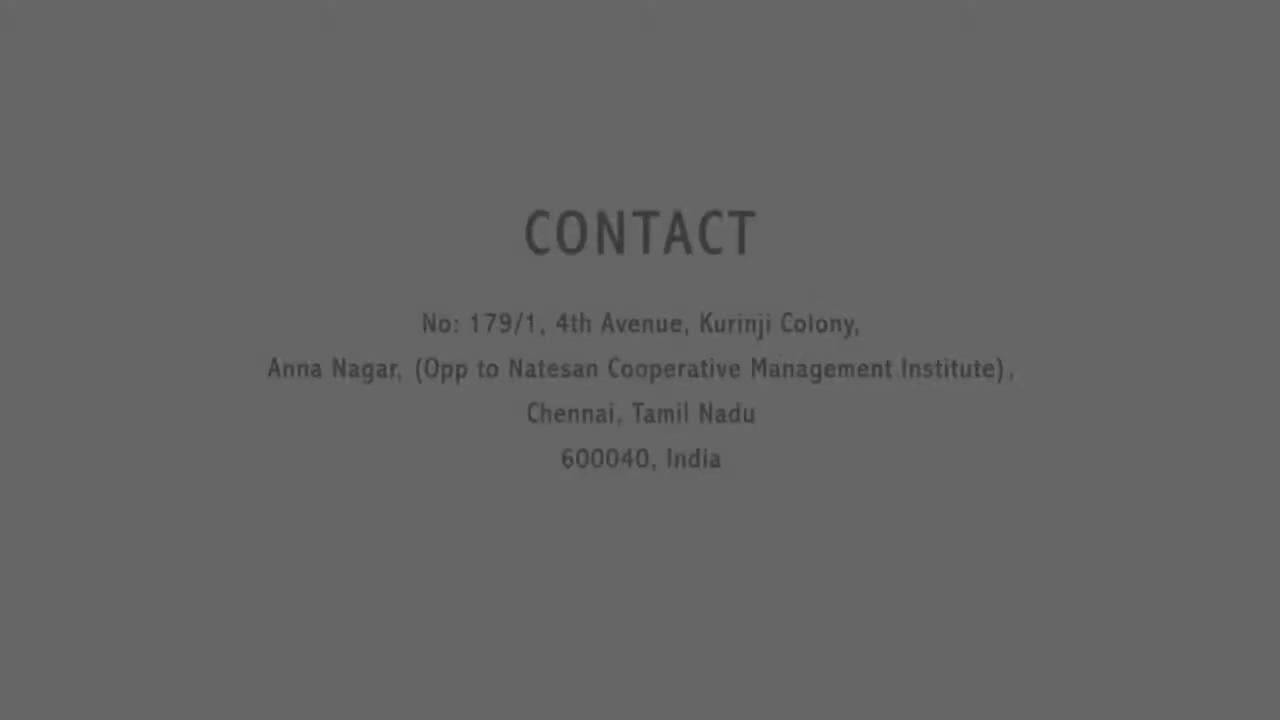 CONTACT
No: 179/1, 4th Avenue, Kurinji Colony,
Anna Nagar, (Opp to Natesan Cooperative Management Institute),
Chennai, Tamil Nadu
600040, India